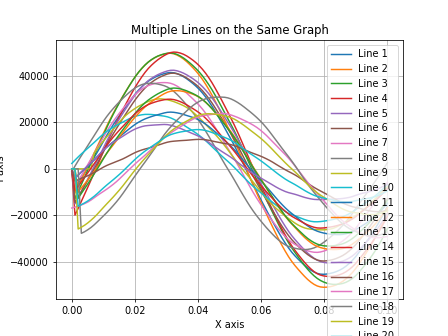 Multiple Lines on the Same Graph
40000
20000
0
−20000
−40000
0.00
0.02
0.04
0.06
X axis
Line 1
Line 2
Line 3
Line 4
Line 5
Line 6
Line 7
Line 8
Line 9
Line 10
Line 11
Line 12
Line 13
Line 14
Line 15
Line 16
Line 17
Line 18
Line 19
Line 20